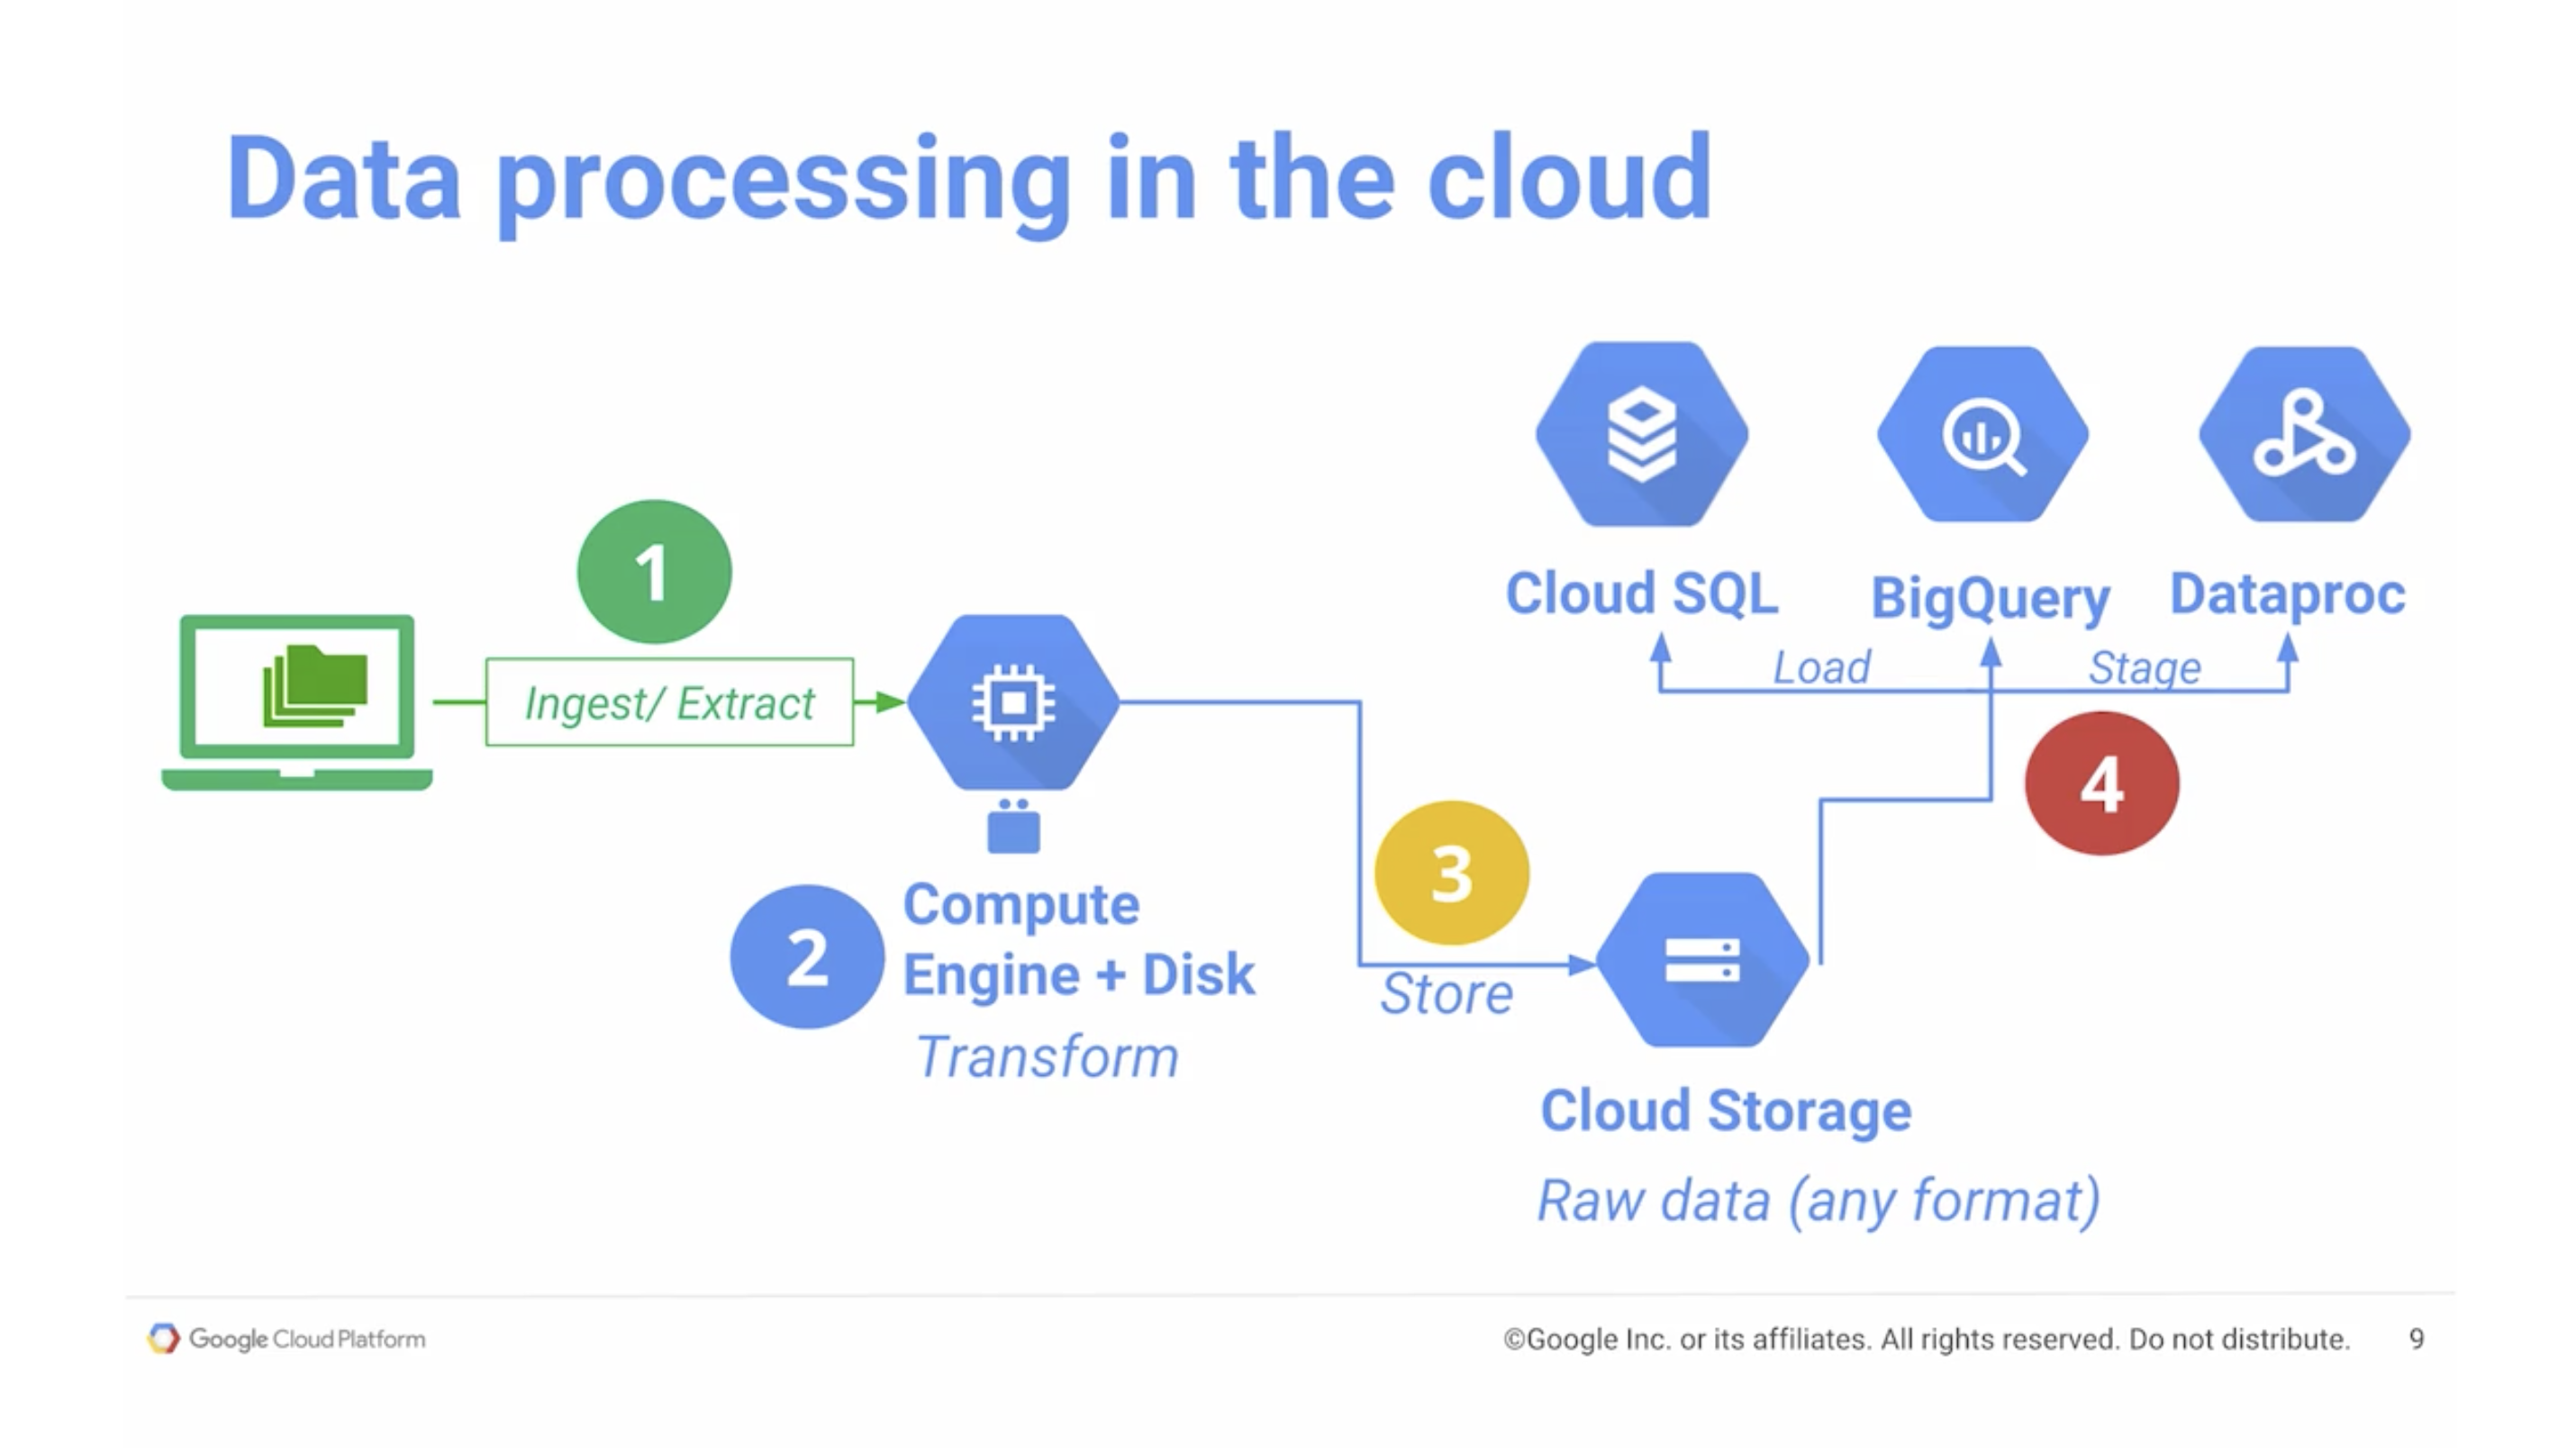 Data processing in the cloud
1
Ingest/ Extract
2
Compute
Engine + Disk
Transform
3
Store
Cloud Storage
Raw data (any format)
Cloud SQL
BigQuery
Dataproc
Load
Stage
4
Google Cloud Platform
©Google Inc. or its affiliates. All rights reserved. Do not distribute.
9